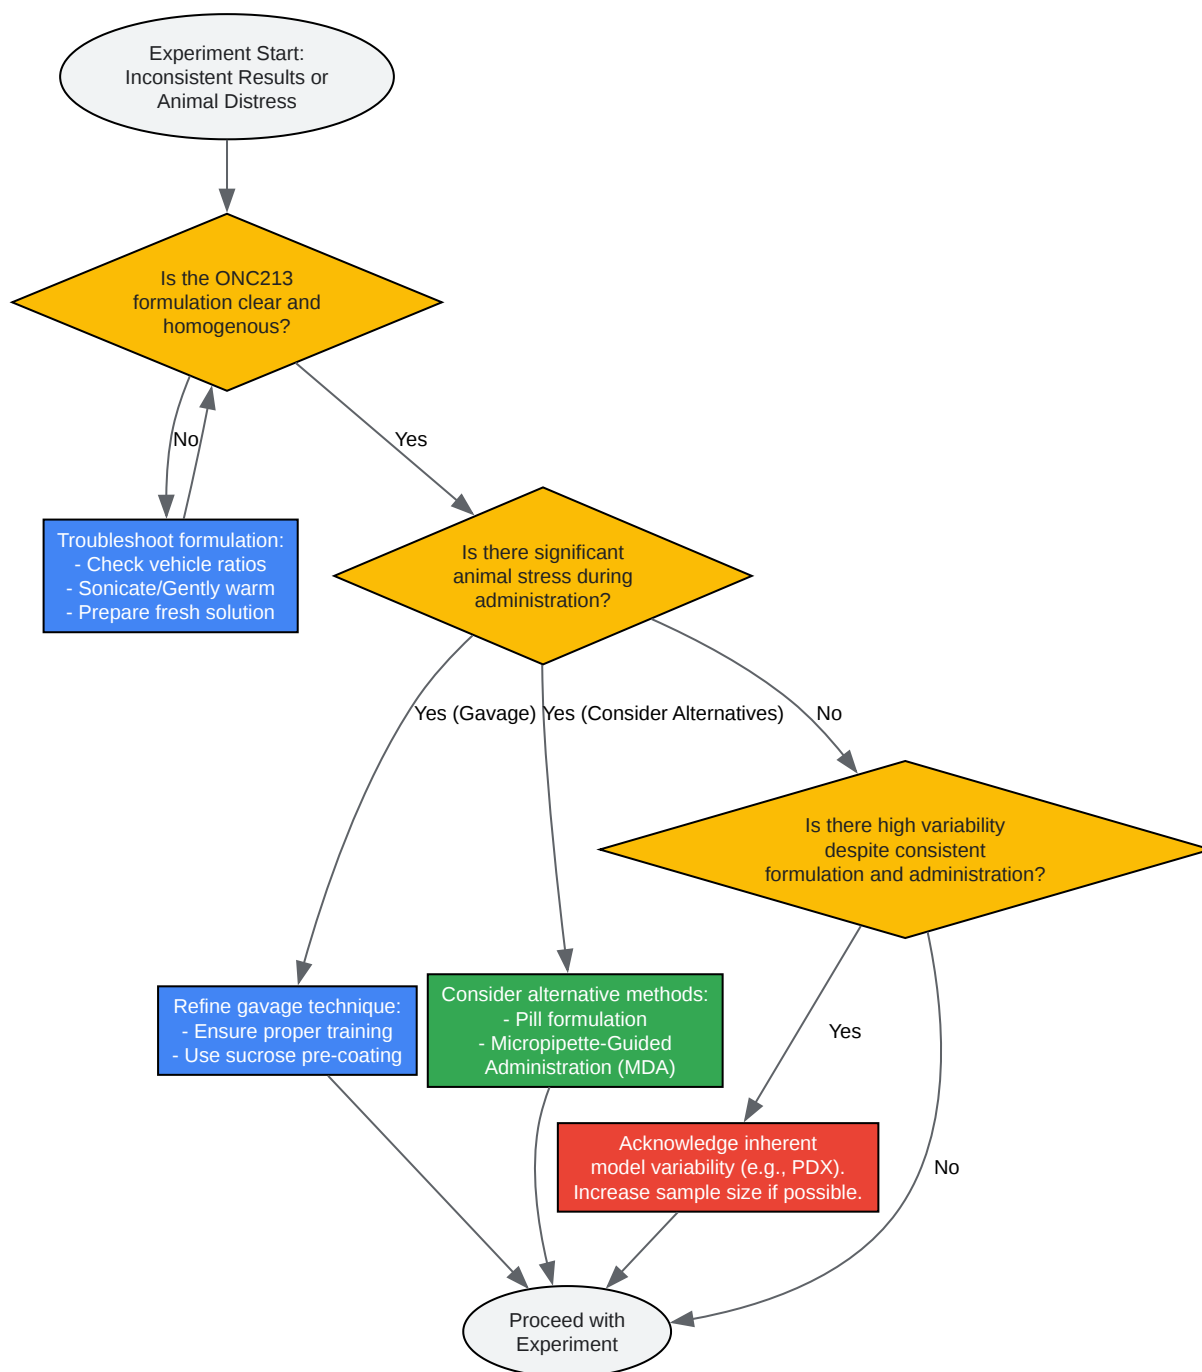 Experiment Start:
Inconsistent Results or
Animal Distress
Is the ONC213
formulation clear and
homogenous?
No
Yes
Troubleshoot formulation:
- Check vehicle ratios
- Sonicate/Gently warm
- Prepare fresh solution
Is there significant
animal stress during
administration?
Yes (Gavage)
Yes (Consider Alternatives)
No
Is there high variability
despite consistent
formulation and administration?
Refine gavage technique:
- Ensure proper training
- Use sucrose pre-coating
Consider alternative methods:
- Pill formulation
- Micropipette-Guided
Administration (MDA)
Yes
No
Acknowledge inherent
model variability (e.g., PDX).
Increase sample size if possible.
Proceed with
Experiment